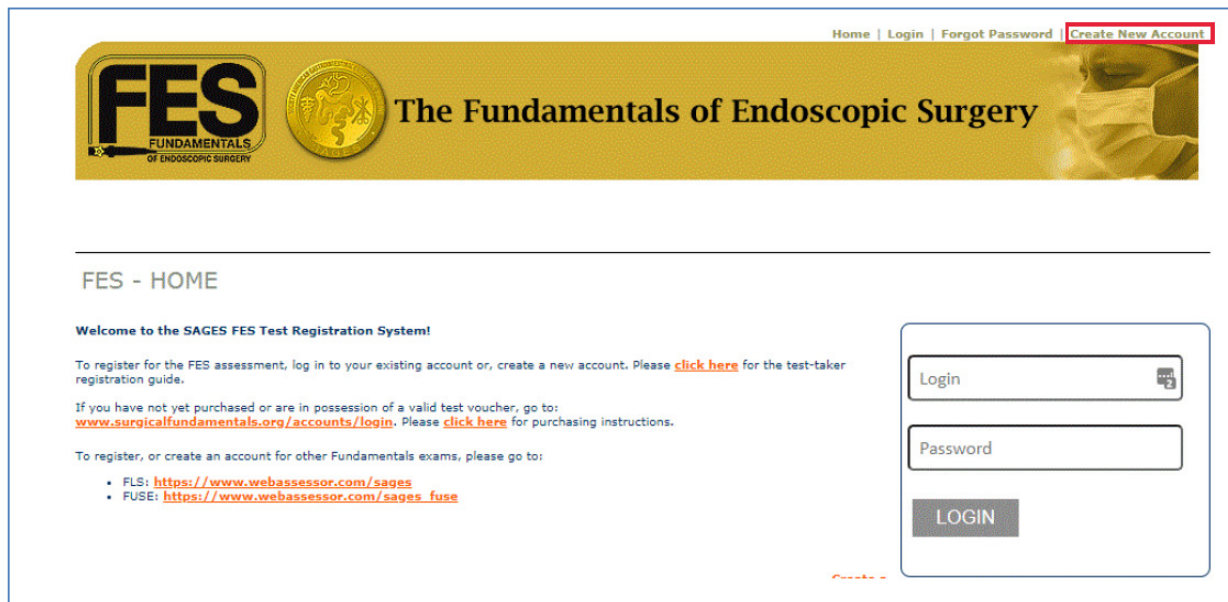 Home | Login | Forgot Password | Create New Account
FES
FUNDAMENTALS
OF ENDOSCOPIC SURGERY
The Fundamentals of Endoscopic Surgery
FES - HOME
Welcome to the SAGES FES Test Registration System!
To register for the FES assessment, log in to your existing account or, create a new account. Please click here for the test-taker
registration guide.
If you have not yet purchased or are in possession of a valid test voucher, go to:
www.surgicalfundamentals.org/accounts/login. Please click here for purchasing instructions.
To register, or create an account for other Fundamentals exams, please go to:
• FLS: https://www.webassessor.com/sages
• FUSE: https://www.webassessor.com/sages_fuse
Login
2
Password
LOGIN